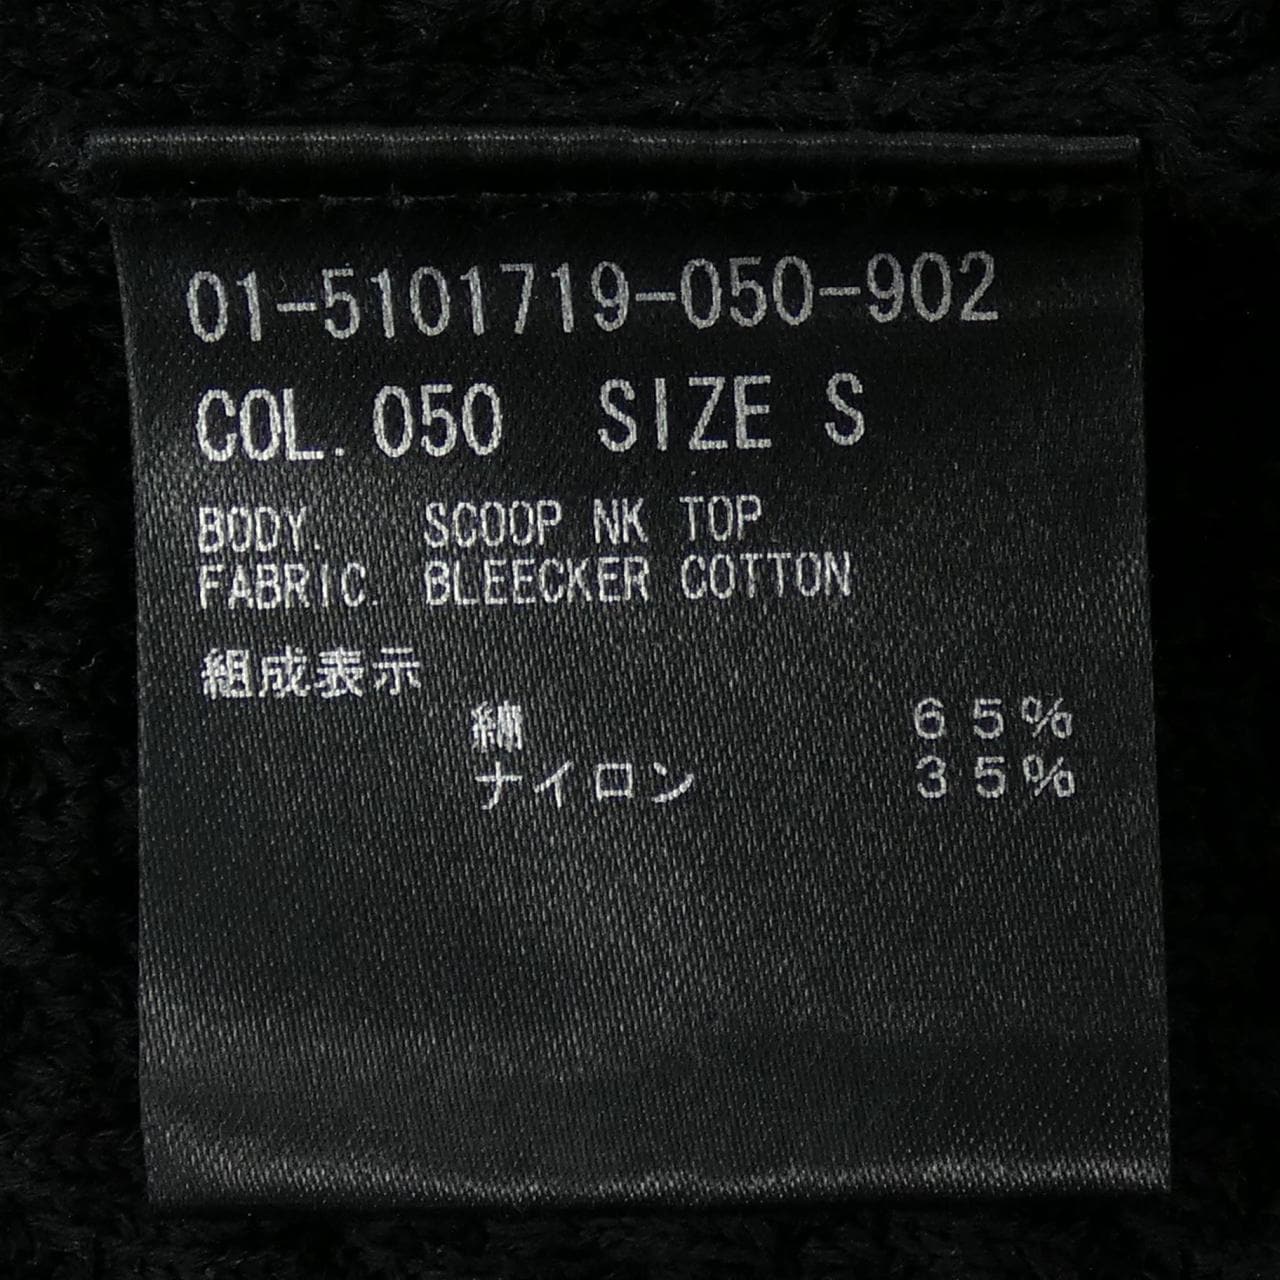 01-5101719-050-902
COL. 050 SIZE S
BODY. SCOOP NK TOP
FABRIC. BLEECKER COTTON
組成表示
綿 65%
ナイロン 35%